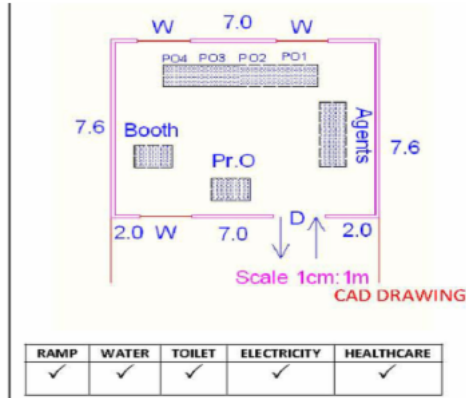 W 7.0 W
PO4 PO3 PO2 PO1
Agents
7.6 Booth 7.6
Pr.O
D
2.0 W 7.0 2.0
Scale 1cm: 1m
CAD DRAWING
RAMP WATER TOILET ELECTRICITY HEALTHCARE
✓ ✓ ✓ ✓ ✓